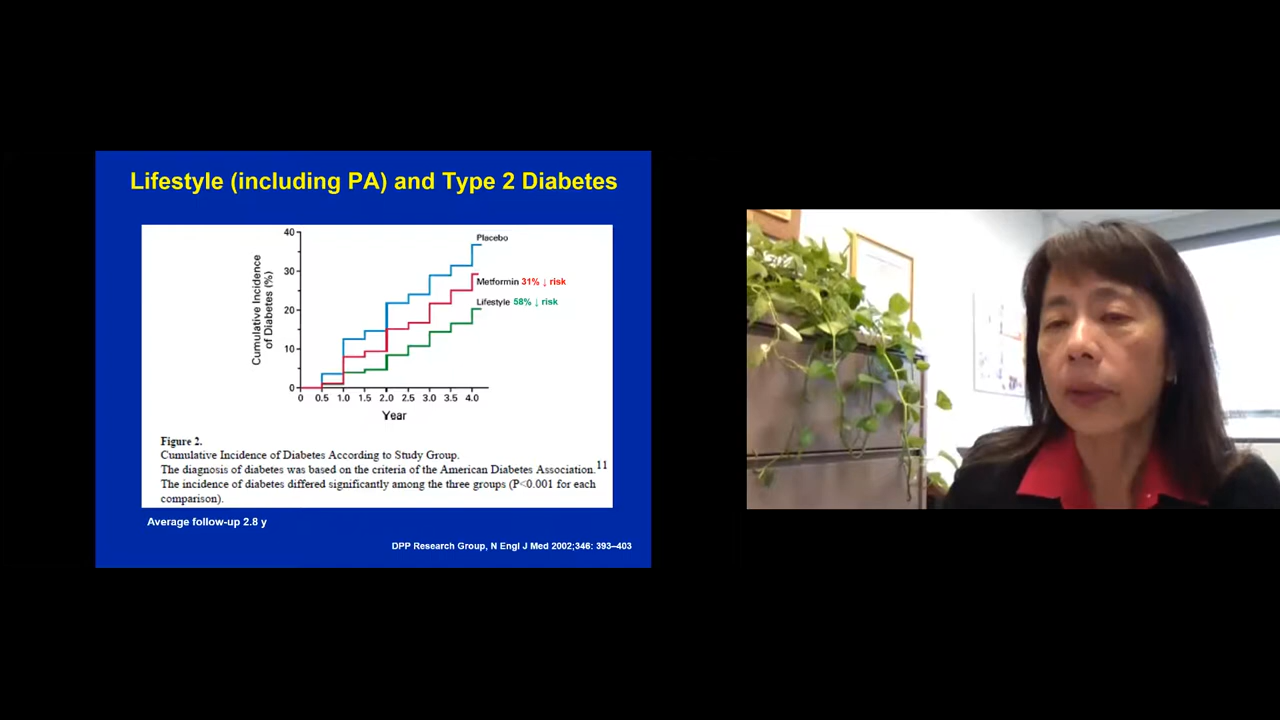 Lifestyle (including PA) and Type 2 Diabetes
Cumulative Incidence
of Diabetes (%)
40
30
20
10
0
Placebo
Metformin 31% ↓ risk
Lifestyle 58% ↓ risk
0 0.5 1.0 1.5 2.0 2.5 3.0 3.5 4.0
Year
Figure 2.
Cumulative Incidence of Diabetes According to Study Group.
The diagnosis of diabetes was based on the criteria of the American Diabetes Association.11
The incidence of diabetes differed significantly among the three groups (P<0.001 for each
comparison).
Average follow-up 2.8 y
DPP Research Group, N Engl J Med 2002;346: 393–403